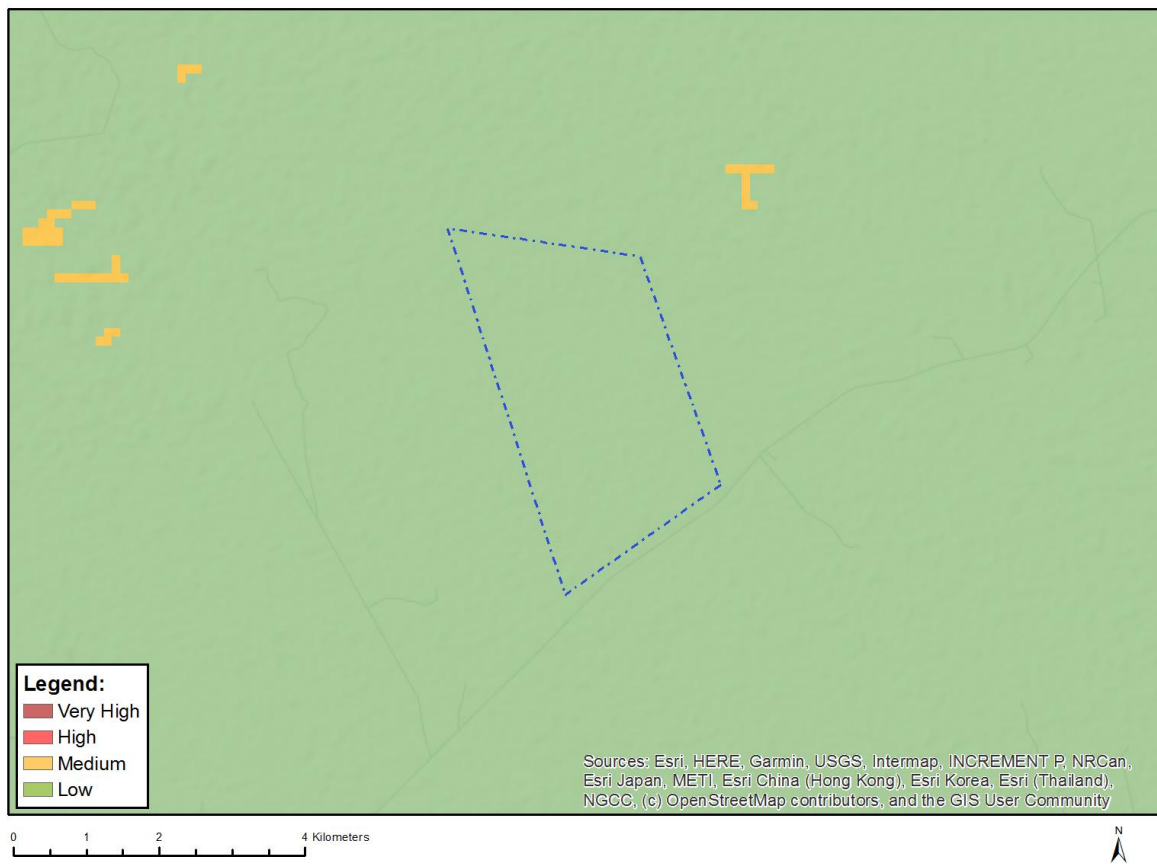 Legend:
Very High
High
Medium
Low
Sources: Esri, HERE, Garmin, USGS, Intermap, INCREMENT P, NRCan,
Esri Japan, METI, Esri China (Hong Kong), Esri Korea, Esri (Thailand),
NGCC, (c) OpenStreetMap contributors, and the GIS User Community
0 1 2 4 Kilometers
N